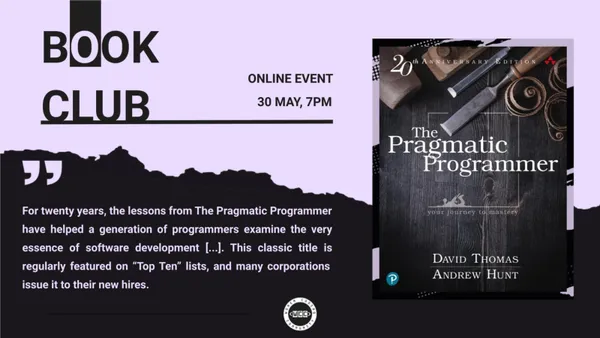 BOOK
CLUB
ONLINE EVENT
30 MAY, 7PM
For twenty years, the lessons from The Pragmatic Programmer
have helped a generation of programmers examine the very
essence of software development [...]. This classic title is
regularly featured on “Top Ten” lists, and many corporations
issue it to their new hires.
20th ANNIVERSARY EDITION
The
Pragmatic
Programmer
your journey to mastery
DAVID THOMAS
ANDREW HUNT
P